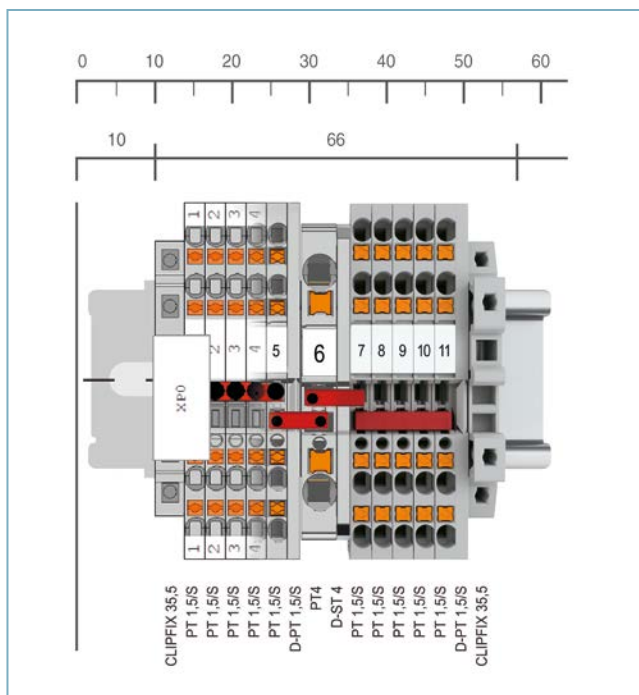 0 10 20 30 40 50 60
10 66
1 2 3 4
2 3 4 5 6 7 8 9 10 11
XP0
1 2 3 4
CLIPFIX 35,5
PT 1,5/S
PT 1,5/S
PT 1,5/S
PT 1,5/S
PT 1,5/S
D-PT 1,5/S
PT4
D-ST 4
PT 1,5/S
PT 1,5/S
PT 1,5/S
PT 1,5/S
PT 1,5/S
D-PT 1,5/S
CLIPFIX 35,5